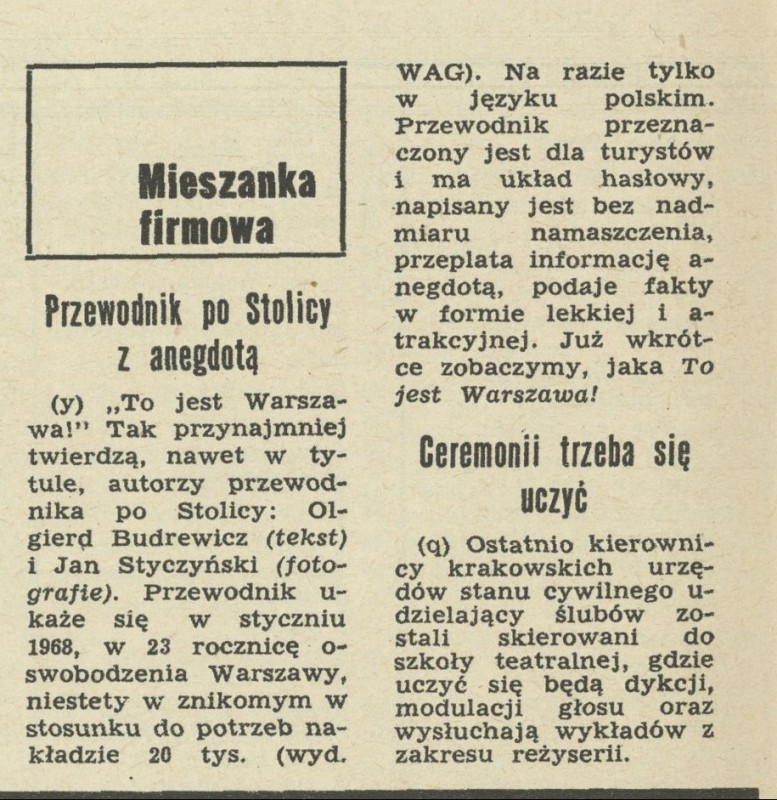 Mieszanka
firmowa
Przewodnik po Stolicy
z anegdotą
(y) „To jest Warsza-
wa!” Tak przynajmniej
twierdzą, nawet w ty-
tule, autorzy przewod-
nika po Stolicy: Ol-
gierd Budrewicz (tekst)
i Jan Styczyński (foto-
grafie). Przewodnik u-
każe się w styczniu
1968, w 23 rocznicę o-
swobodzenia Warszawy,
niestety w znikomym w
stosunku do potrzeb na-
kładzie 20 tys. (wyd.
WAG). Na razie tylko
w języku polskim.
Przewodnik przezna-
czony jest dla turystów
i ma układ hasłowy,
napisany jest bez nad-
miaru namaszczenia,
przeplata informację a-
negdotą, podaje fakty
w formie lekkiej i a-
trakcyjnej. Już wkrót-
ce zobaczymy, jaka To
jest Warszawa!
Ceremonii trzeba się
uczyć
(q) Ostatnio kierowni-
cy krakowskich urzę-
dów stanu cywilnego u-
dzielający ślubów zo-
stali skierowani do
szkoły teatralnej, gdzie
uczyć się będą dykcji,
modulacji głosu oraz
wysłuchają wykładów z
zakresu reżyserii.